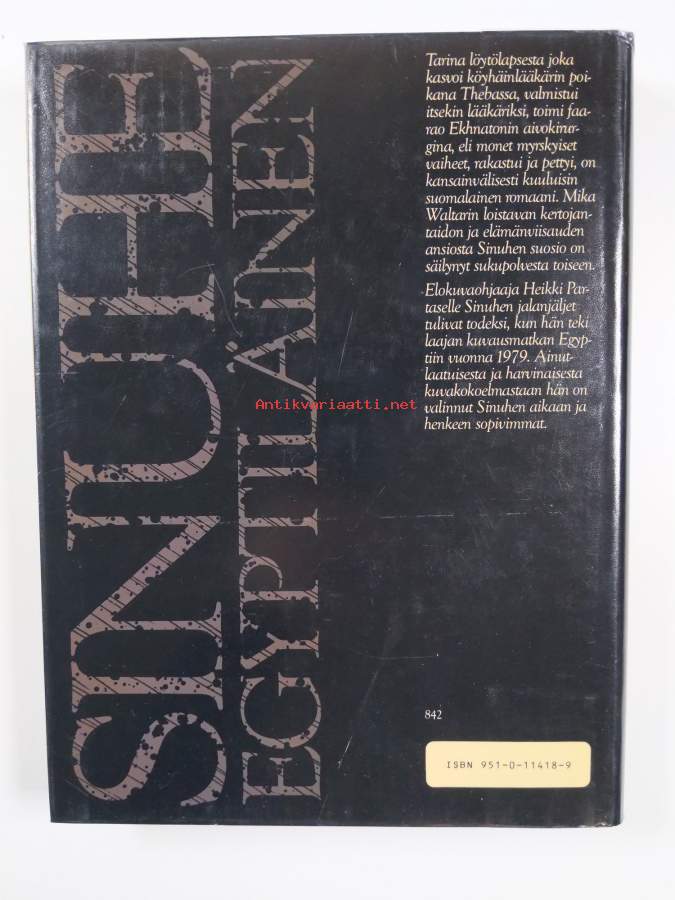 SINUHE
EGYPTILÄINEN
Tarina löytölapsesta joka
kasvoi köyhäinlääkärin poi-
kana Thebassa, valmistui
itsekin lääkäriksi, toimi faa-
rao Ekhnatonin aivokirur-
gina, eli monet myrskyiset
vaiheet, rakastui ja pettyi, on
kansainvälisesti kuuluisin
suomalainen romaani. Mika
Waltarin loistavan kertojan-
taidon ja elämänviisauden
ansiosta Sinuhen suosio on
säilynyt sukupolvesta toiseen.
Elokuvaohjaaja Heikki Par-
taselle Sinuhen jalanjäljet
tulivat todeksi, kun hän teki
laajan kuvausmatkan Egyp-
tiin vuonna 1979. Ainut-
laatuisesta ja harvinaisesta
kuvakokoelmastaan hän on
valinnut Sinuhen aikaan ja
henkeen sopivimmat.
Antikvariaatti.net
842
ISBN 951-0-11418-9